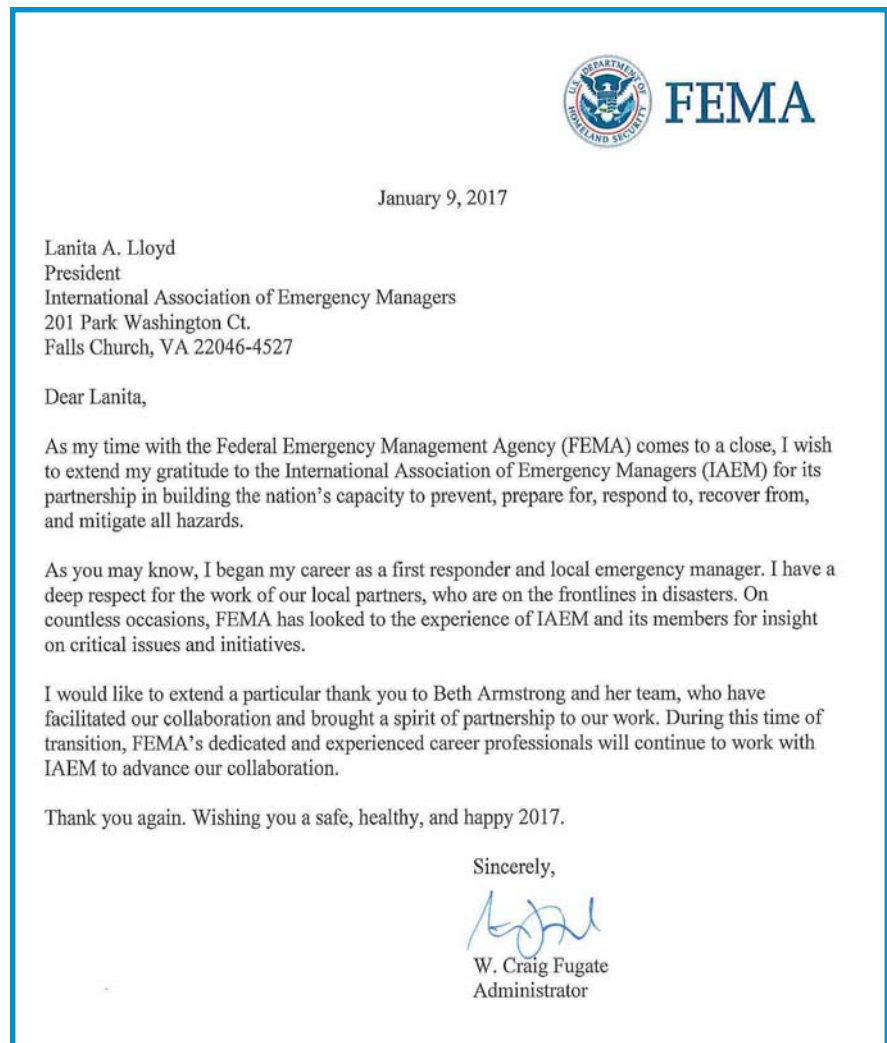 U.S. DEPARTMENT OF HOMELAND SECURITY
FEMA
January 9, 2017
Lanita A. Lloyd
President
International Association of Emergency Managers
201 Park Washington Ct.
Falls Church, VA 22046-4527
Dear Lanita,
As my time with the Federal Emergency Management Agency (FEMA) comes to a close, I wish
to extend my gratitude to the International Association of Emergency Managers (IAEM) for its
partnership in building the nation’s capacity to prevent, prepare for, respond to, recover from,
and mitigate all hazards.
As you may know, I began my career as a first responder and local emergency manager. I have a
deep respect for the work of our local partners, who are on the frontlines in disasters. On
countless occasions, FEMA has looked to the experience of IAEM and its members for insight
on critical issues and initiatives.
I would like to extend a particular thank you to Beth Armstrong and her team, who have
facilitated our collaboration and brought a spirit of partnership to our work. During this time of
transition, FEMA’s dedicated and experienced career professionals will continue to work with
IAEM to advance our collaboration.
Thank you again. Wishing you a safe, healthy, and happy 2017.
Sincerely,
W. Craig Fugate
Administrator